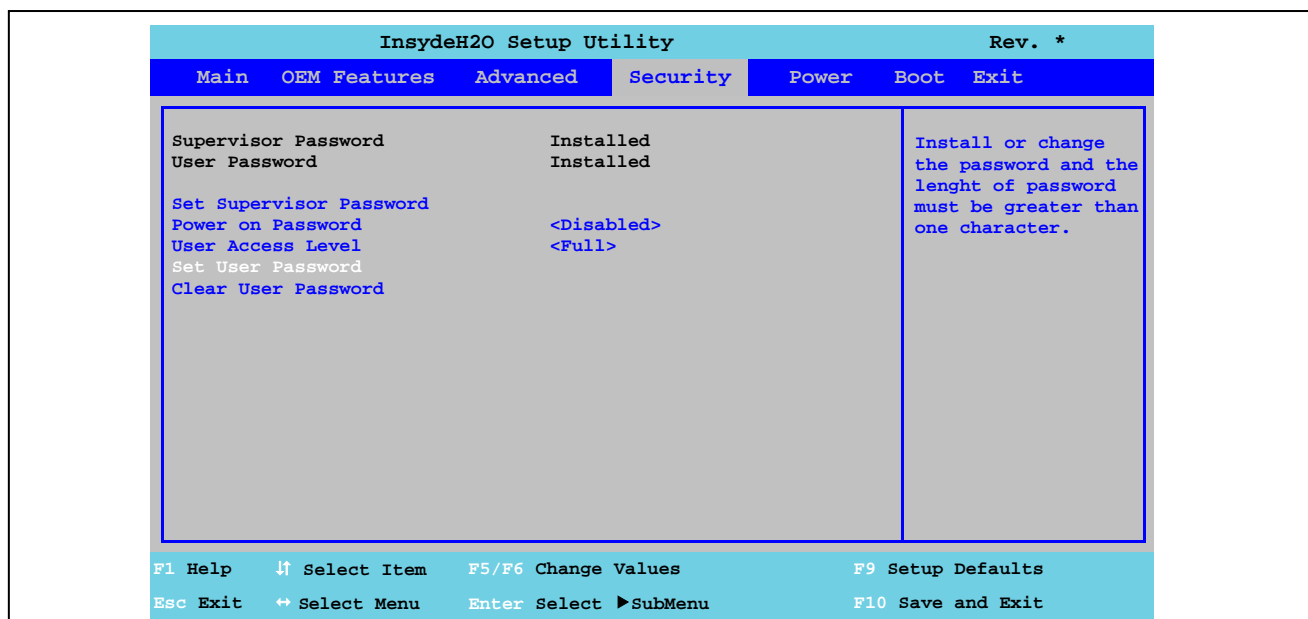 InsydeH2O Setup Utility Rev. *
Main OEM Features Advanced Security Power Boot Exit
Supervisor Password Installed
User Password Installed
Set Supervisor Password
Power on Password <Disabled>
User Access Level <Full>
Set User Password
Clear User Password
Install or change
the password and the
lenght of password
must be greater than
one character.
F1 Help ↓↑ Select Item F5/F6 Change Values F9 Setup Defaults
Esc Exit ↔ Select Menu Enter Select ▶SubMenu F10 Save and Exit